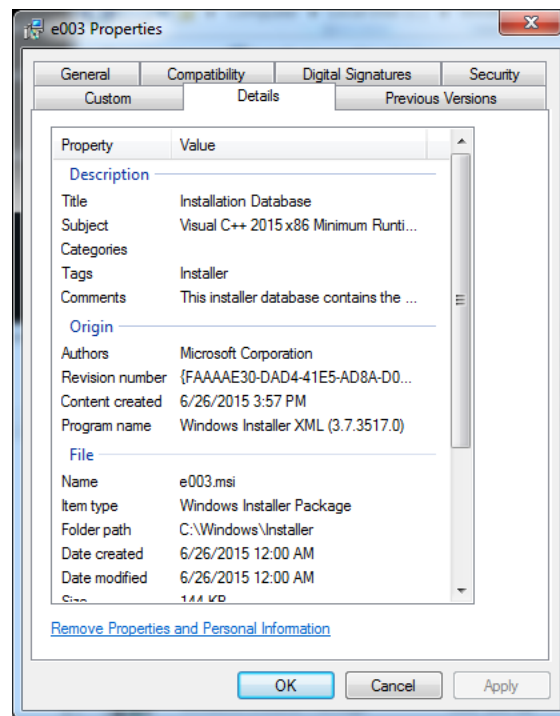 e003 Properties
General Compatibility Digital Signatures Security
Custom Details Previous Versions
Property Value
Description
Title Installation Database
Subject Visual C++ 2015 x86 Minimum Runti...
Categories
Tags Installer
Comments This installer database contains the ...
Origin
Authors Microsoft Corporation
Revision number {FAAAAE30-DAD4-41E5-AD8A-D0...
Content created 6/26/2015 3:57 PM
Program name Windows Installer XML (3.7.3517.0)
File
Name e003.msi
Item type Windows Installer Package
Folder path C:\Windows\Installer
Date created 6/26/2015 12:00 AM
Date modified 6/26/2015 12:00 AM
Size 144 KB
Remove Properties and Personal Information
OK Cancel Apply